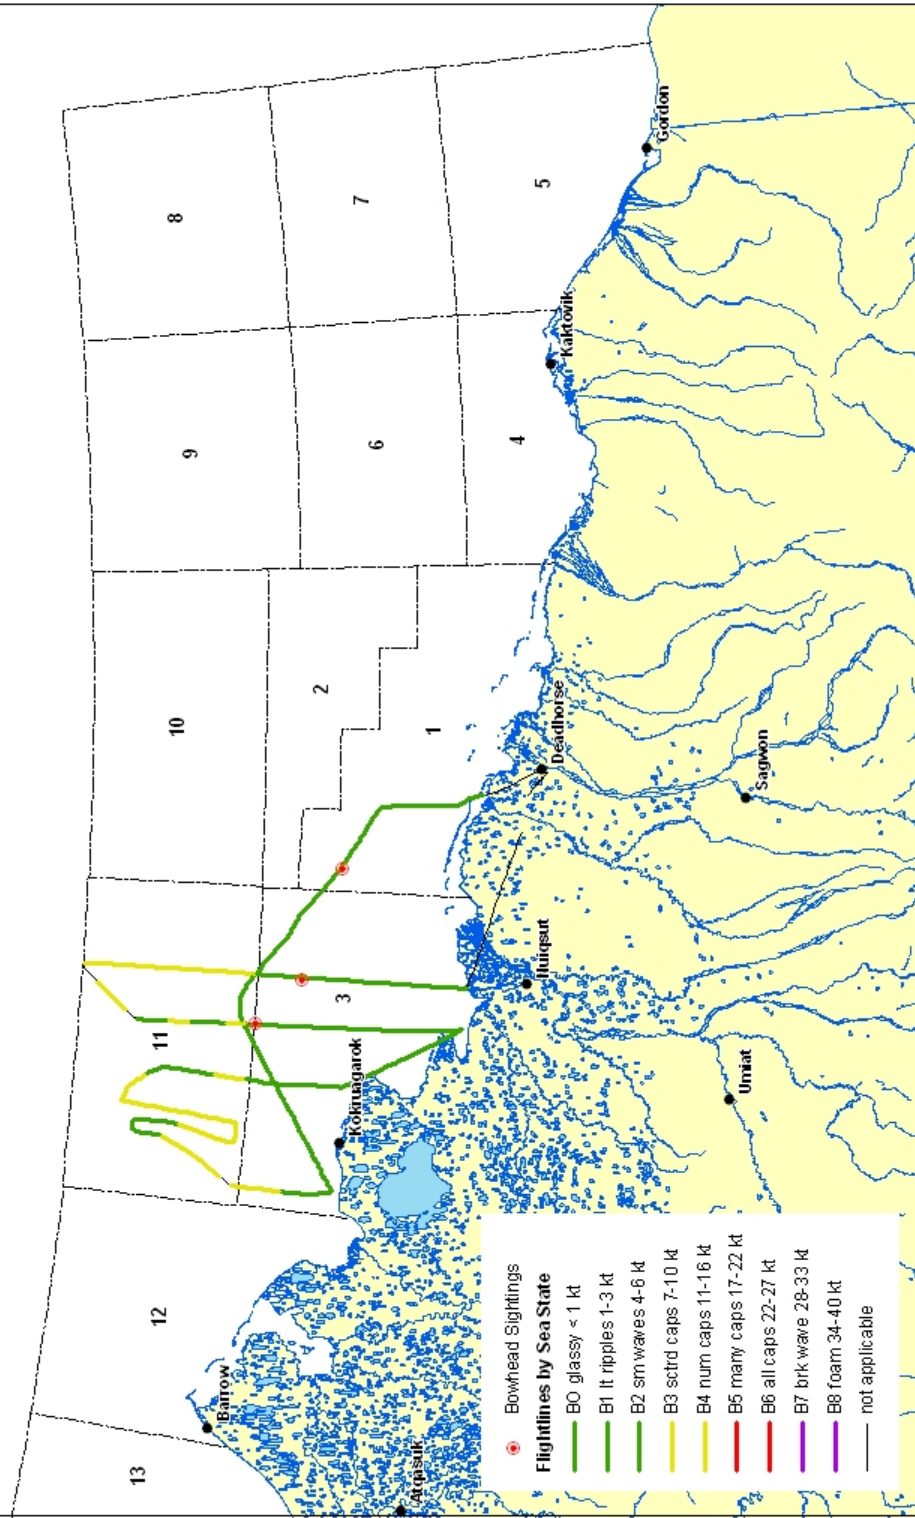 13
12
11
10
9
8
3
2
6
7
1
4
5
Barrow
Atqasuk
Kokruagarok
Nuiqsut
Umiat
Deadhorse
Sagwon
Kaktovik
Gordon
Bowhead Sightings
Flightlines by Sea State
B0 glassy < 1 kt
B1 lt ripples 1-3 kt
B2 sm waves 4-6 kt
B3 sctrd caps 7-10 kt
B4 num caps 11-16 kt
B5 many caps 17-22 kt
B6 all caps 22-27 kt
B7 brk wave 28-33 kt
B8 foam 34-40 kt
not applicable